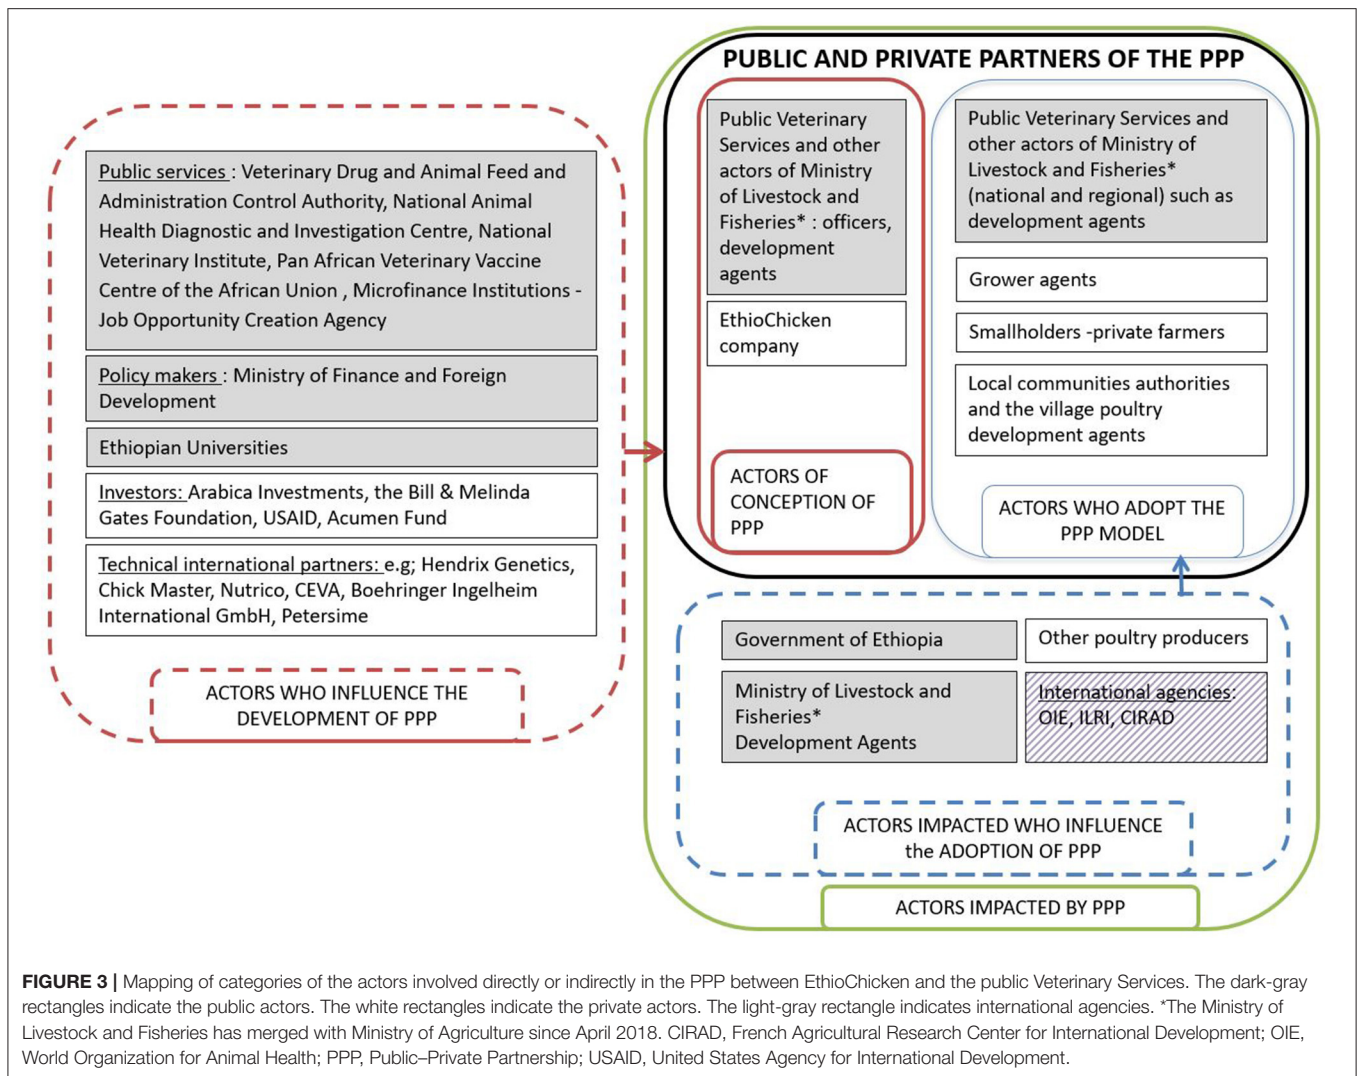 Public services : Veterinary Drug and Animal Feed and
Administration Control Authority, National Animal
Health Diagnostic and Investigation Centre, National
Veterinary Institute, Pan African Veterinary Vaccine
Centre of the African Union , Microfinance Institutions -
Job Opportunity Creation Agency
Policy makers : Ministry of Finance and Foreign
Development
Ethiopian Universities
Investors: Arabica Investments, the Bill & Melinda
Gates Foundation, USAID, Acumen Fund
Technical international partners: e.g; Hendrix Genetics,
Chick Master, Nutrico, CEVA, Boehringer Ingelheim
International GmbH, Petersime
ACTORS WHO INFLUENCE THE
DEVELOPMENT OF PPP
PUBLIC AND PRIVATE PARTNERS OF THE PPP
Public Veterinary
Services and other
actors of Ministry
of Livestock and
Fisheries* : officers,
development
agents
EthioChicken
company
ACTORS OF
CONCEPTION OF
PPP
Public Veterinary Services and
other actors of Ministry of
Livestock and Fisheries*
(national and regional) such as
development agents
Grower agents
Smallholders -private farmers
Local communities authorities
and the village poultry
development agents
ACTORS WHO ADOPT THE
PPP MODEL
Government of Ethiopia
Ministry of Livestock and
Fisheries*
Development Agents
Other poultry producers
International agencies:
OIE, ILRI, CIRAD
ACTORS IMPACTED WHO INFLUENCE
the ADOPTION OF PPP
ACTORS IMPACTED BY PPP
FIGURE 3 | Mapping of categories of the actors involved directly or indirectly in the PPP between EthioChicken and the public Veterinary Services. The dark-gray
rectangles indicate the public actors. The white rectangles indicate the private actors. The light-gray rectangle indicates international agencies. *The Ministry of
Livestock and Fisheries has merged with Ministry of Agriculture since April 2018. CIRAD, French Agricultural Research Center for International Development; OIE,
World Organization for Animal Health; PPP, Public–Private Partnership; USAID, United States Agency for International Development.